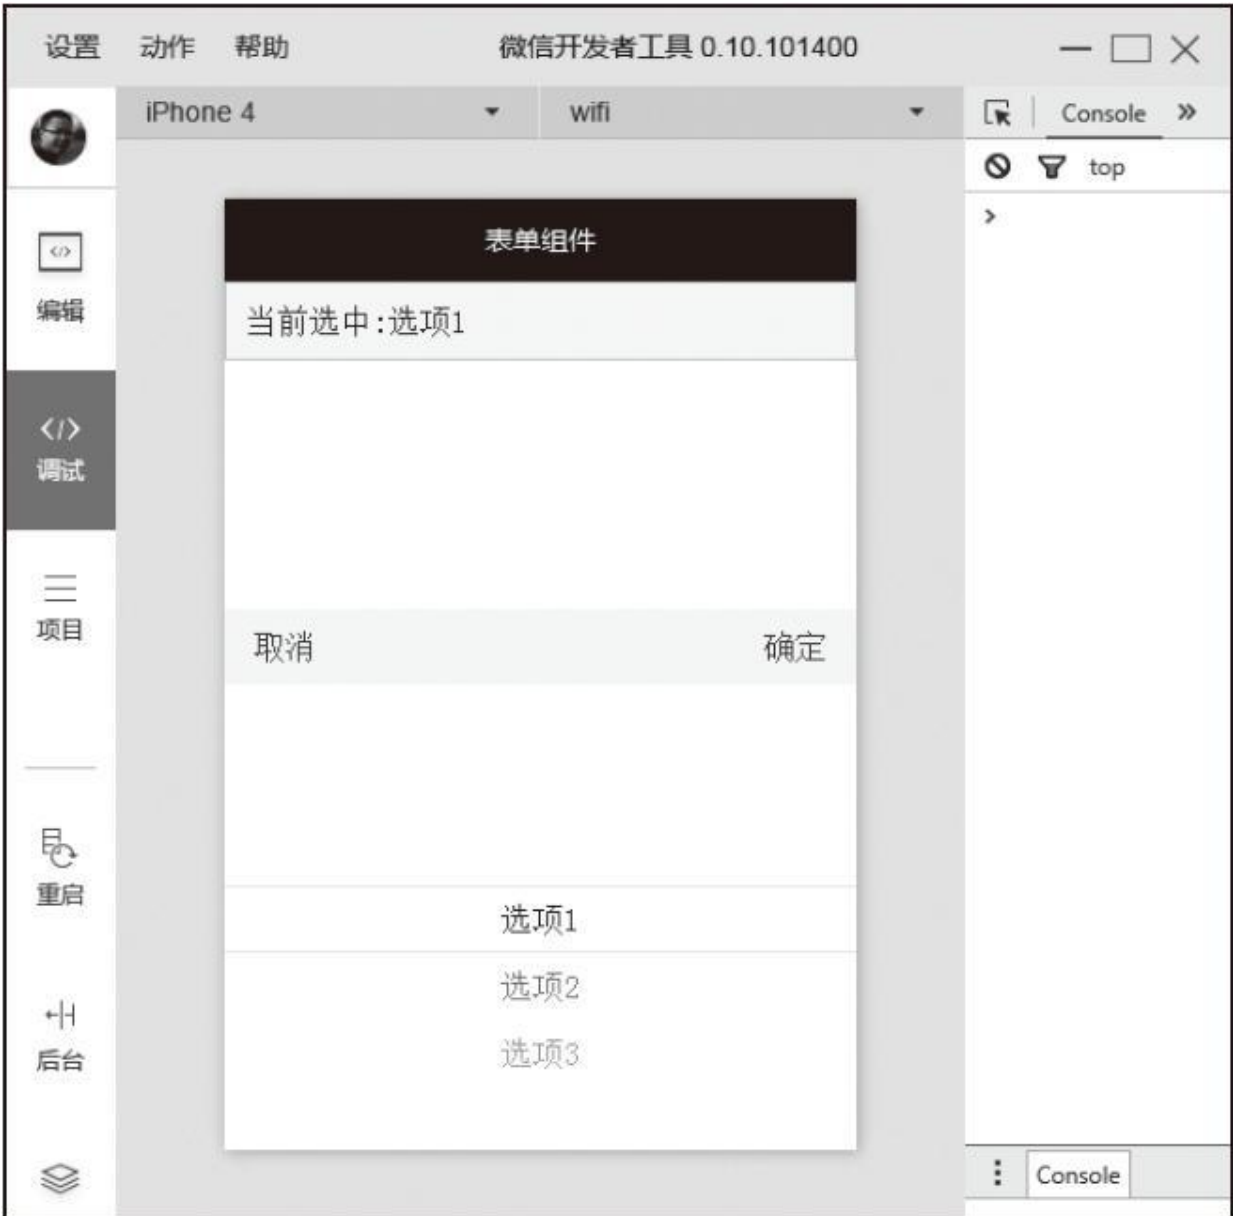 设置 动作 帮助 微信开发者工具 0.10.101400
iPhone 4 wifi Console »
top
表单组件
当前选中:选项1
编辑
调试
项目
取消 确定
重启
选项1
选项2
选项3
后台
Console